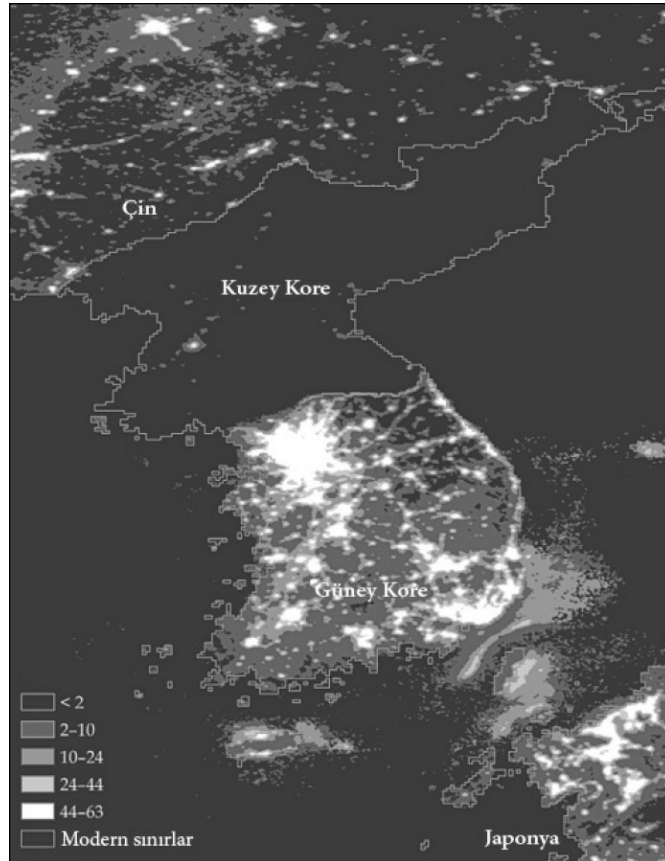 Çin
Kuzey Kore
Güney Kore
< 2
2–10
10–24
24–44
44–63
Modern sınırlar
Japonya